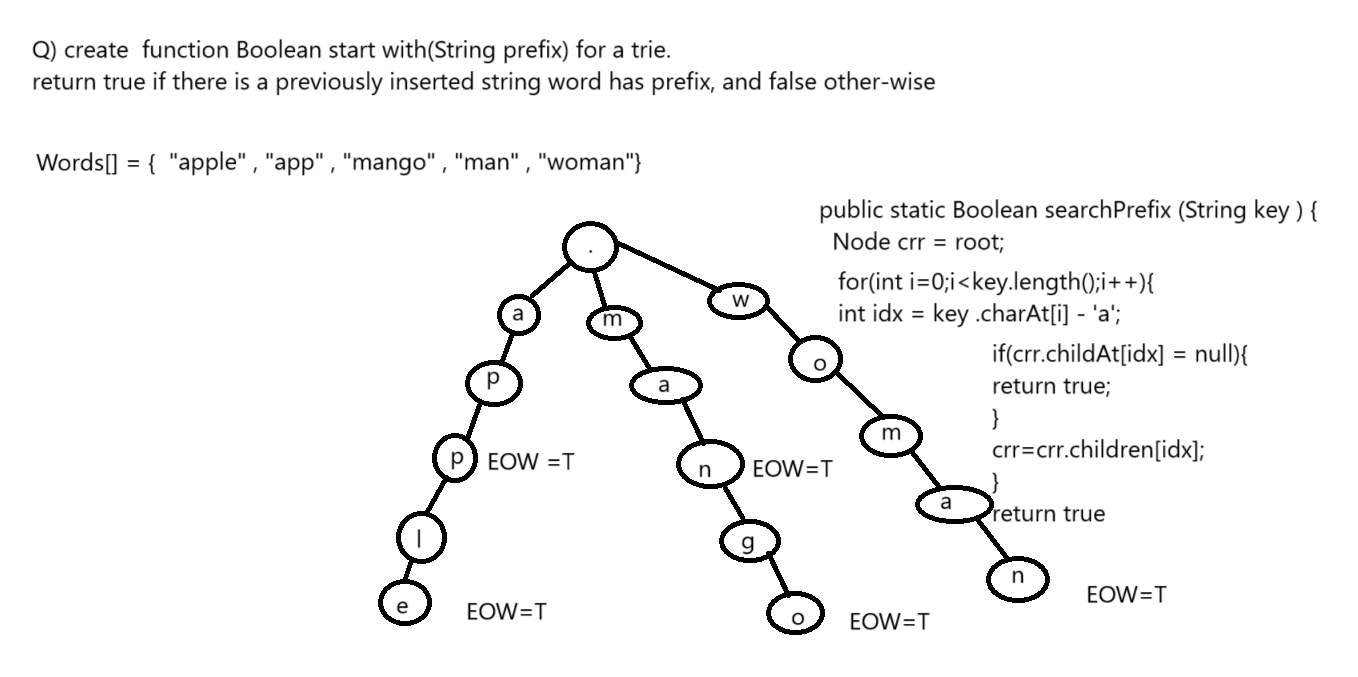 Q) create function Boolean start with(String prefix) for a trie.
return true if there is a previously inserted string word has prefix, and false other-wise
Words[] = { "apple" , "app" , "mango" , "man" , "woman"}
public static Boolean searchPrefix (String key ) {
Node crr = root;
for(int i=0;i<key.length();i++){
int idx = key .charAt[i] - 'a';
if(crr.childAt[idx] = null){
return true;
}
crr=crr.children[idx];
}
return true
.
a
m
w
p
a
o
p
EOW =T
n
EOW=T
m
l
g
a
e
EOW=T
o
EOW=T
n
EOW=T